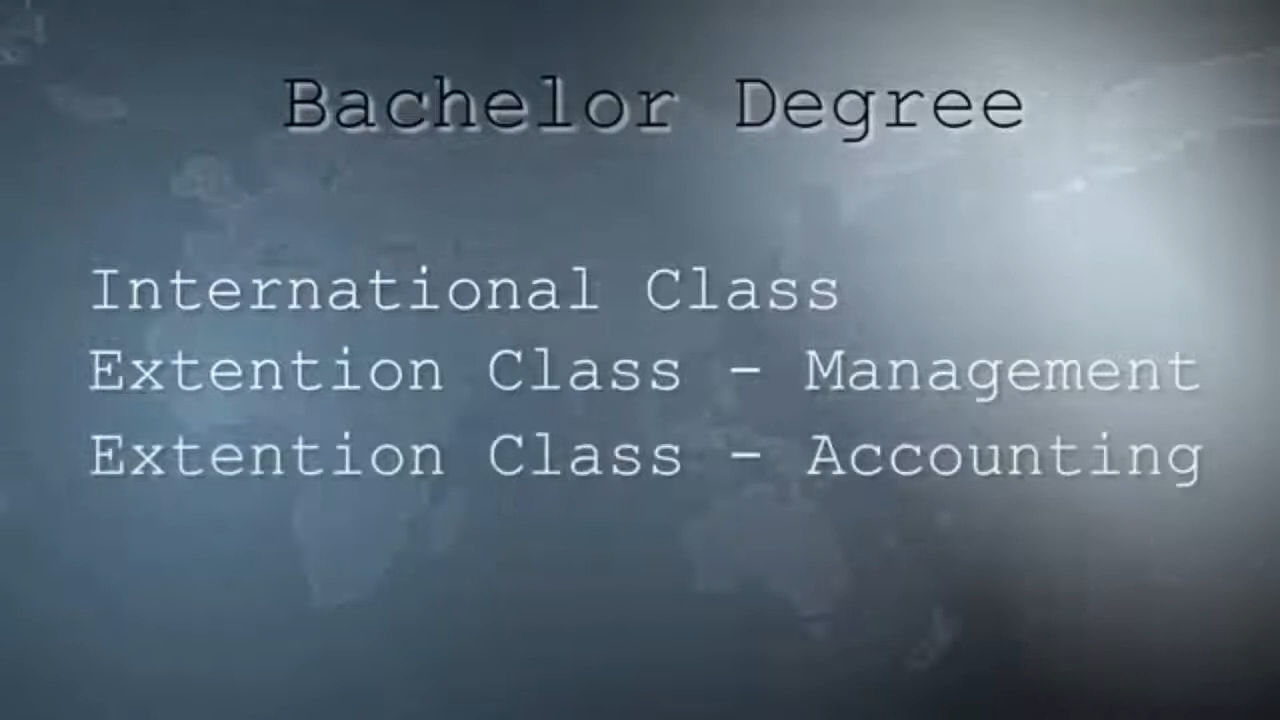 Bachelor Degree
International Class
Extention Class - Management
Extention Class - Accounting